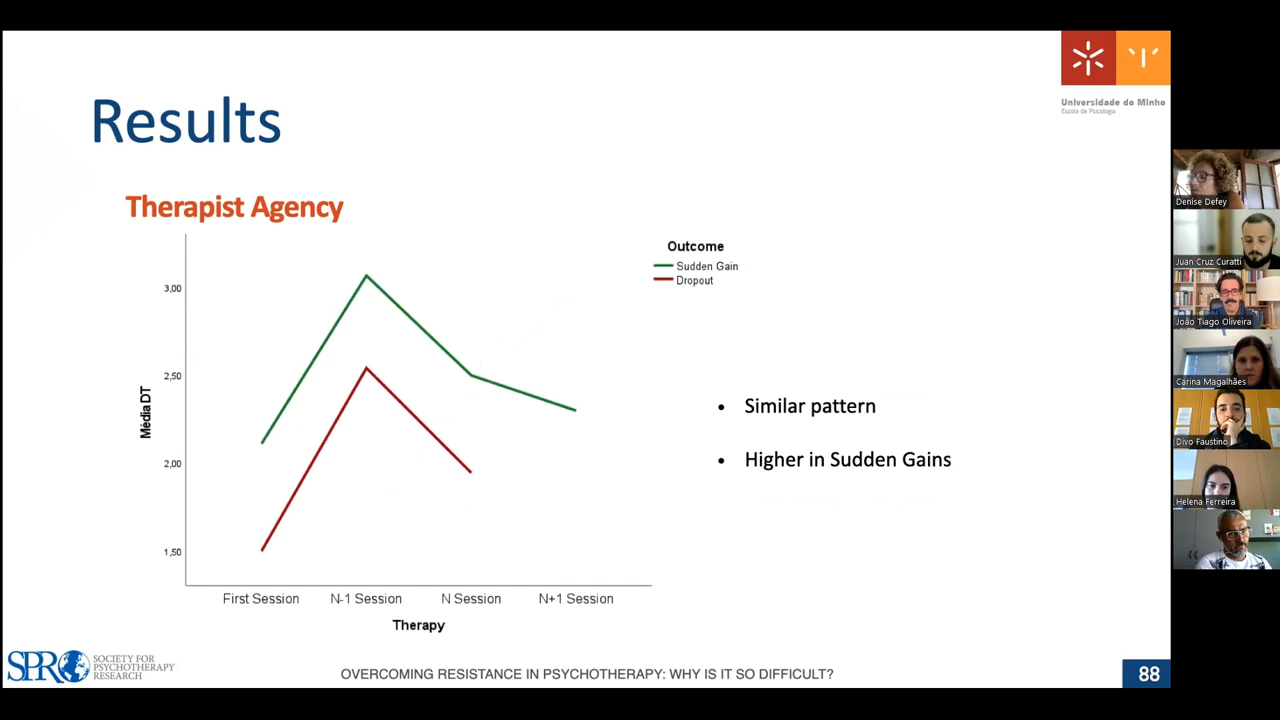 Results
Universidade do Minho
Escola de Psicologia
Therapist Agency
Média DT
3,00
2,50
2,00
1,50
First Session
N-1 Session
N Session
N+1 Session
Therapy
Outcome
Sudden Gain
Dropout
• Similar pattern
• Higher in Sudden Gains
SPR SOCIETY FOR
PSYCHOTHERAPY
RESEARCH
OVERCOMING RESISTANCE IN PSYCHOTHERAPY: WHY IS IT SO DIFFICULT?
88
Denise Defey
Juan Cruz Curatti
João Tiago Oliveira
Carina Magalhães
Divo Faustino
Helena Ferreira